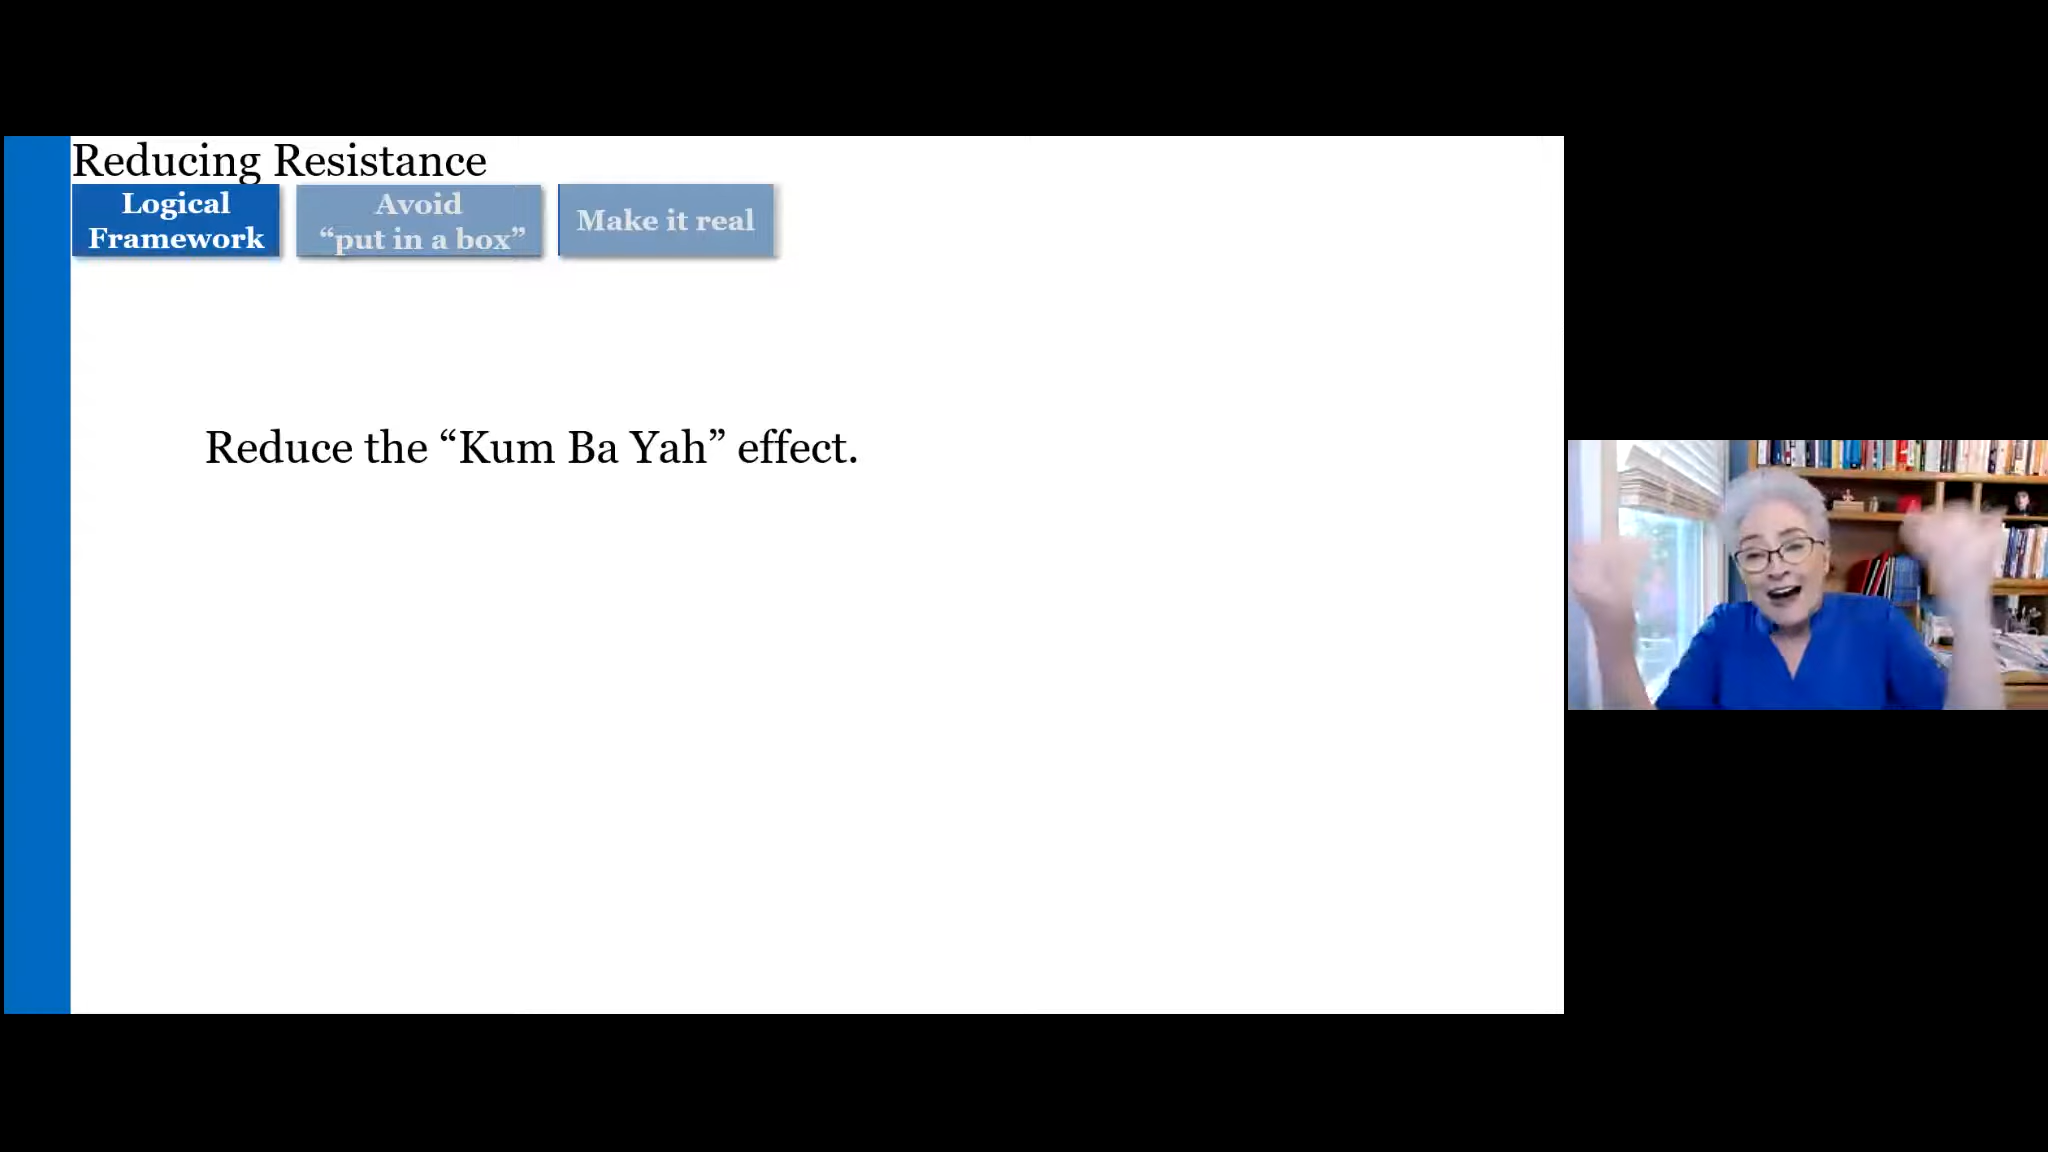 Reducing Resistance
Logical
Framework
Avoid
“put in a box”
Make it real
Reduce the “Kum Ba Yah” effect.